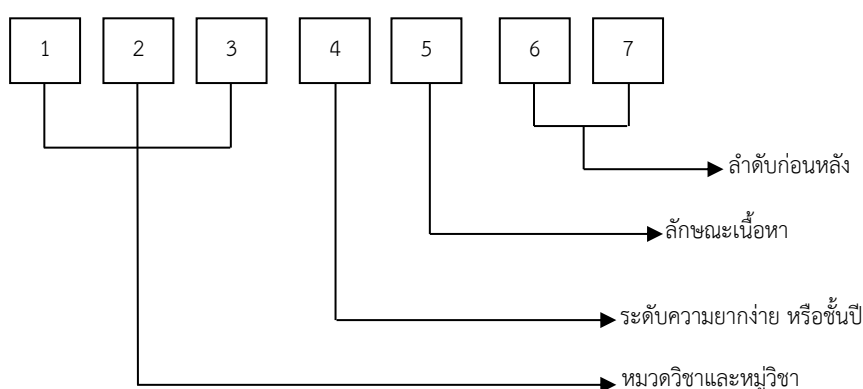 1 2 3 4 5 6 7
ลำดับก่อนหลัง
ลักษณะเนื้อหา
ระดับความยากง่าย หรือชั้นปี
หมวดวิชาและหมู่วิชา